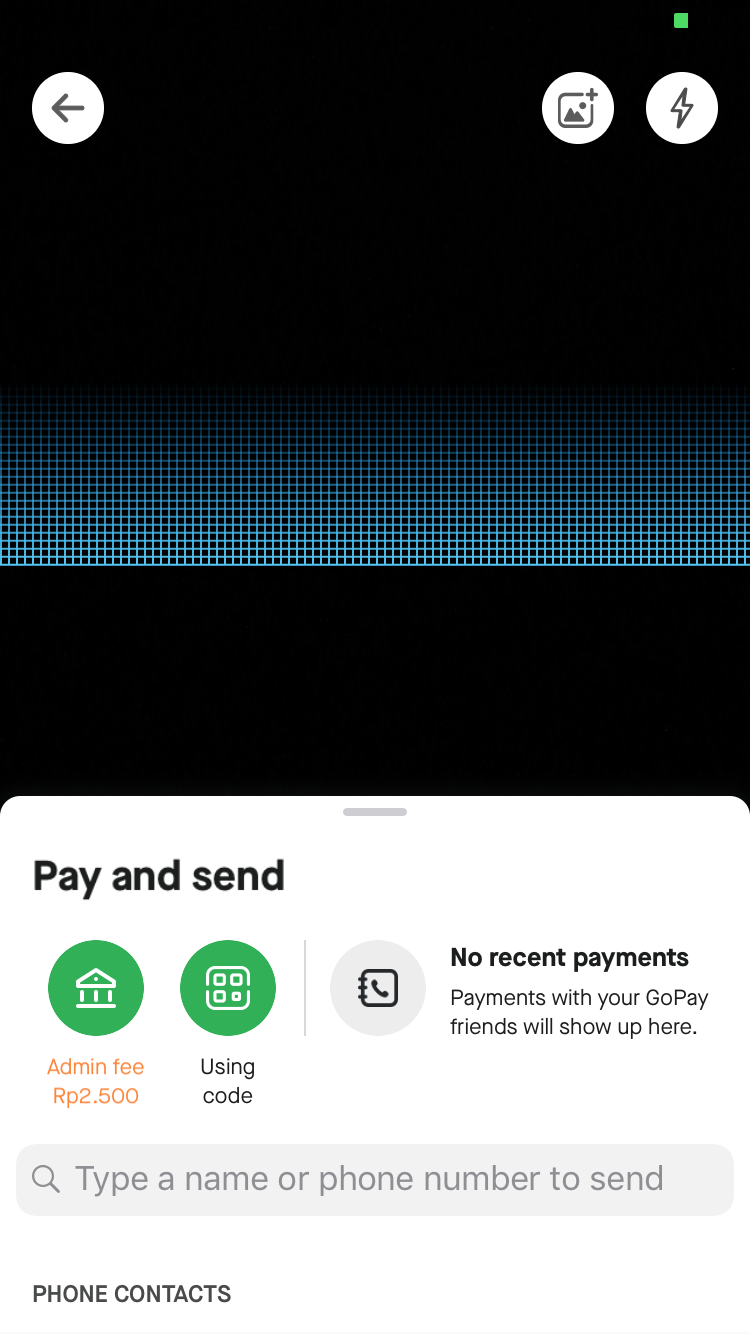 Pay and send
Admin fee
Rp2.500
Using
code
No recent payments
Payments with your GoPay
friends will show up here.
Type a name or phone number to send
PHONE CONTACTS